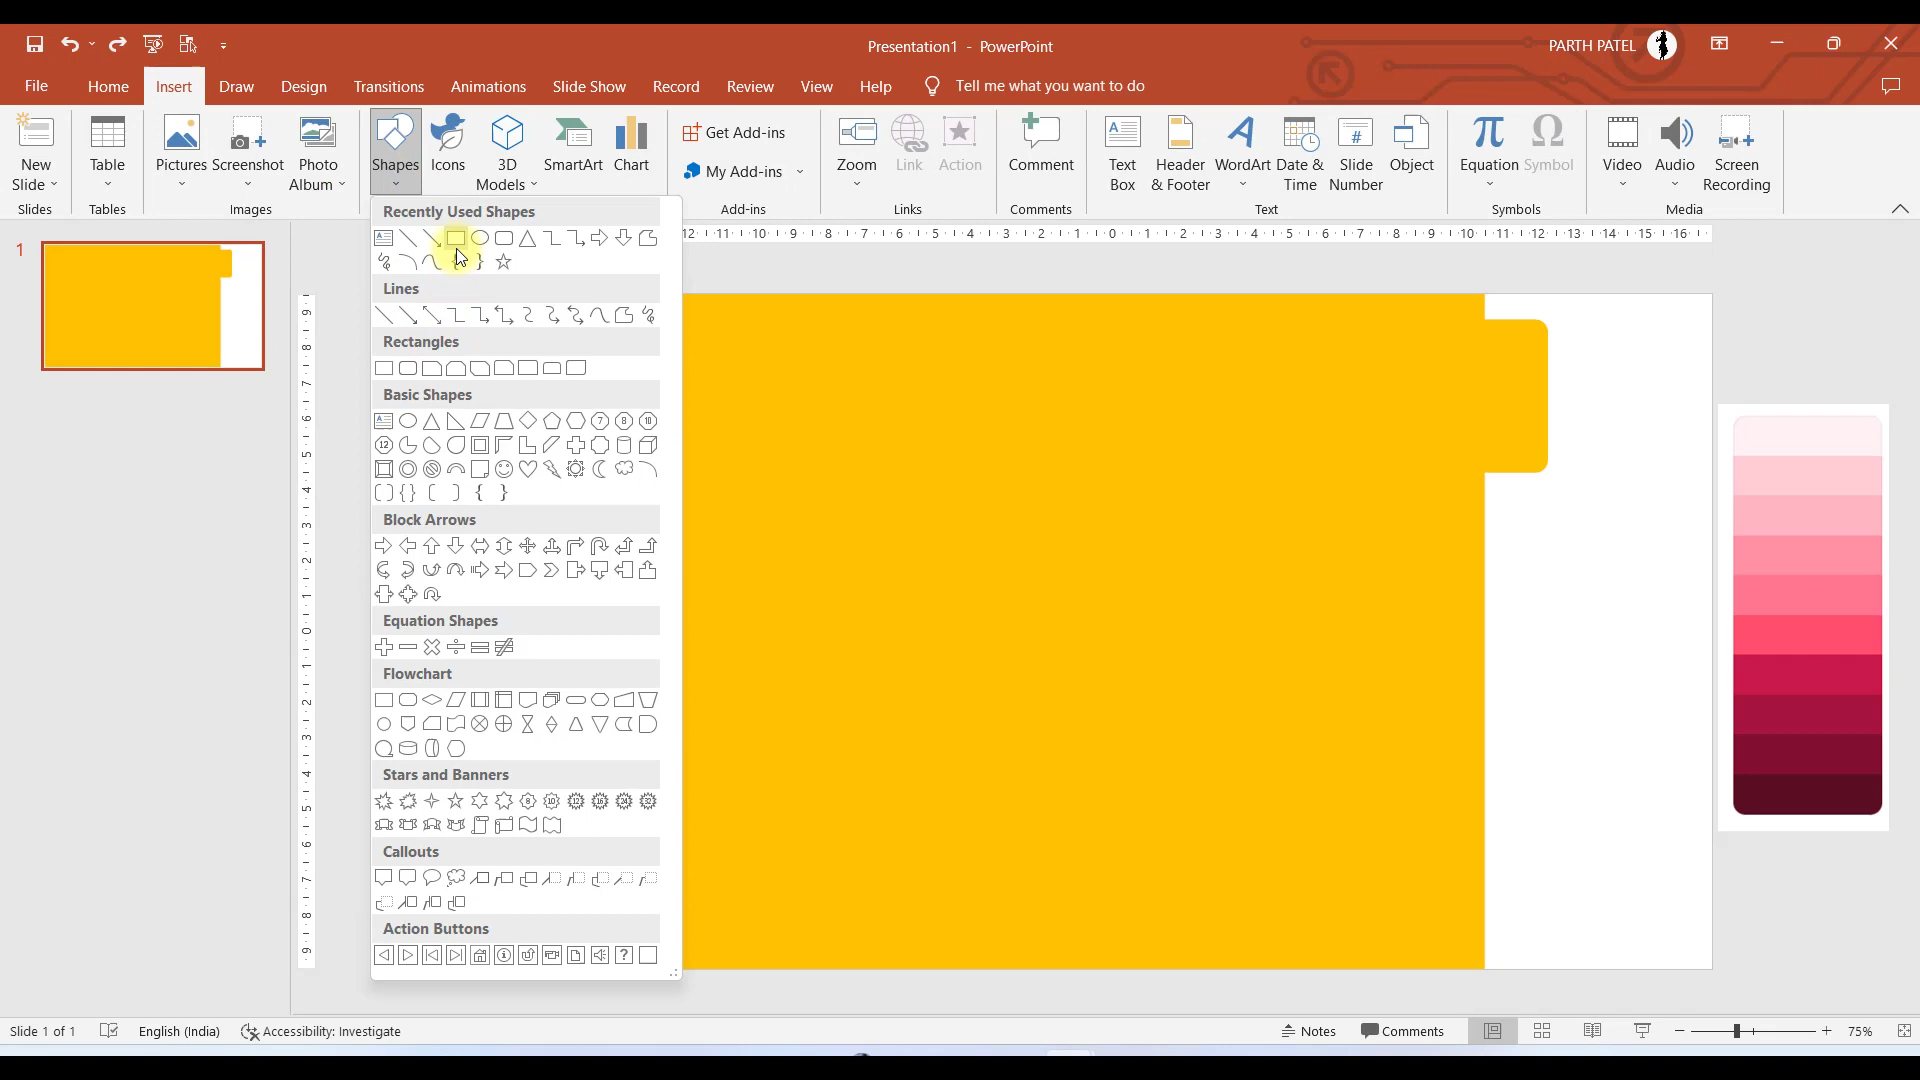 Presentation1 - PowerPoint
PARTH PATEL
File Home Insert Draw Design Transitions Animations Slide Show Record Review View Help Tell me what you want to do
New Slide
Table
Pictures
Screenshot
Photo Album
Shapes
Icons
3D Models
SmartArt
Chart
Get Add-ins
My Add-ins
Zoom
Link
Action
Comment
Text Box
Header & Footer
WordArt
Date & Time
Slide Number
Object
Equation
Symbol
Video
Audio
Screen Recording
Slides
Tables
Images
Add-ins
Links
Comments
Text
Symbols
Media
Recently Used Shapes
Lines
Rectangles
Basic Shapes
Block Arrows
Equation Shapes
Flowchart
Stars and Banners
Callouts
Action Buttons
1
Slide 1 of 1 English (India) Accessibility: Investigate Notes Comments 75%